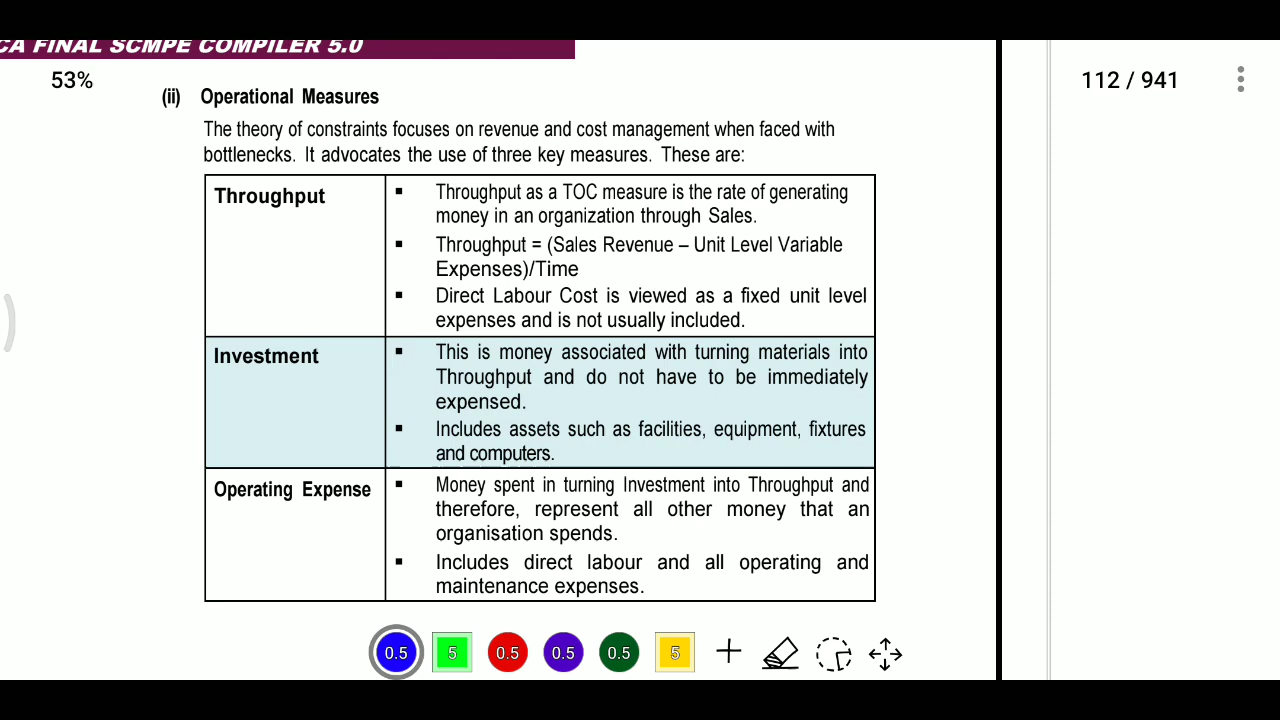 CA FINAL SCMPE COMPILER 5.0
53%
112 / 941
(ii) Operational Measures
The theory of constraints focuses on revenue and cost management when faced with
bottlenecks. It advocates the use of three key measures. These are:
Throughput
▪ Throughput as a TOC measure is the rate of generating
money in an organization through Sales.
▪ Throughput = (Sales Revenue – Unit Level Variable
Expenses)/Time
▪ Direct Labour Cost is viewed as a fixed unit level
expenses and is not usually included.
Investment
▪ This is money associated with turning materials into
Throughput and do not have to be immediately
expensed.
▪ Includes assets such as facilities, equipment, fixtures
and computers.
Operating Expense
▪ Money spent in turning Investment into Throughput and
therefore, represent all other money that an
organisation spends.
▪ Includes direct labour and all operating and
maintenance expenses.
0.5 5 0.5 0.5 0.5 5